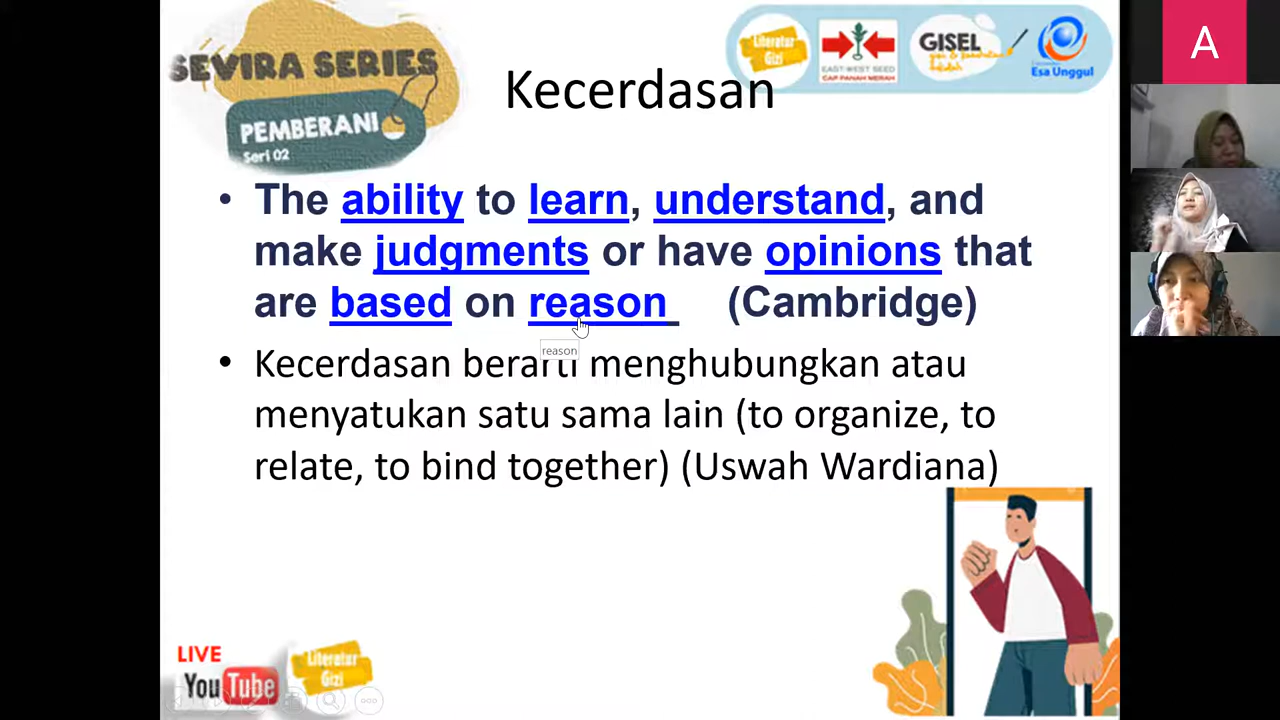 SEVIRA SERIES
PEMBERANI
Seri 02
Literatur
Gizi
EAST-WEST SEED
CAP PANAH MERAH
GISEL
Esa Unggul
A
Kecerdasan
• The ability to learn, understand, and
make judgments or have opinions that
are based on reason_ (Cambridge)
reason
• Kecerdasan berarti menghubungkan atau
menyatukan satu sama lain (to organize, to
relate, to bind together) (Uswah Wardiana)
LIVE
YouTube
Literatur
Gizi